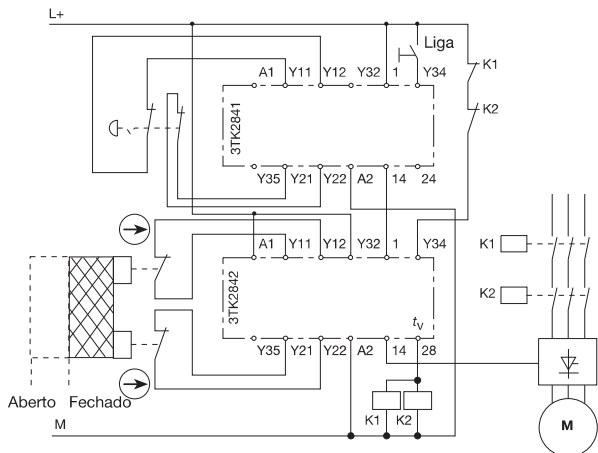 L+
Liga
A1 Y11 Y12 Y32 1 Y34
K1
K2
3TK2841
Y35 Y21 Y22 A2 14 24
A1 Y11 Y12 Y32 1 Y34
K1
K2
3TK2842
tv
Y35 Y21 Y22 A2 14 28
Aberto Fechado
K1 K2
M
M